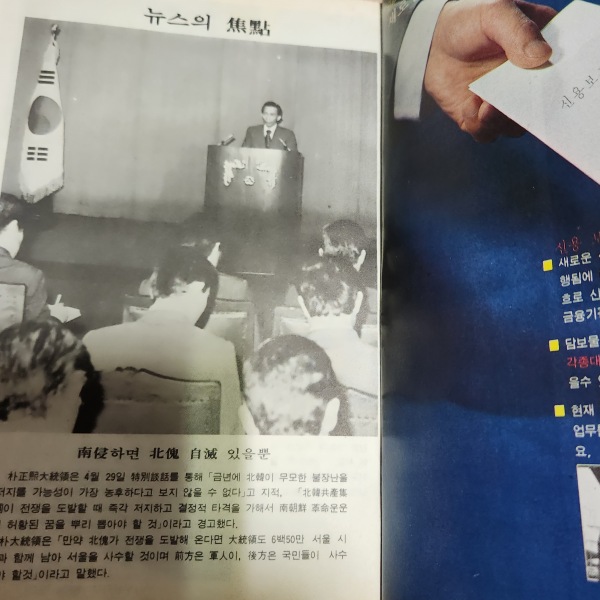 뉴스의 焦點
南侵하면 北傀 自滅 있을뿐
朴正熙大統領은 4월 29일 特別談話를 통해 「금년에 北韓이 무모한 불장난을
저지를 가능성이 가장 농후하다고 보지 않을 수 없다」고 지적, 「北韓共產集
이 전쟁을 도발할 때 즉각 저지하고 결정적 타격을 가해서 南朝鮮 革命운운
허황된 꿈을 뿌리 뽑아야 할 것」이라고 경고했다.
朴大統領은 「만약 北傀가 전쟁을 도발해 온다면 大統領도 6백50만 서울 시
과 함께 남아 서울을 사수할 것이며 前方은 軍人이, 後方은 국민들이 사수
야 할것」이라고 말했다.
신용보
신용
새로운
행됨에
흐로 신
금융기
담보물
각종대
을수
현재
업무
요,